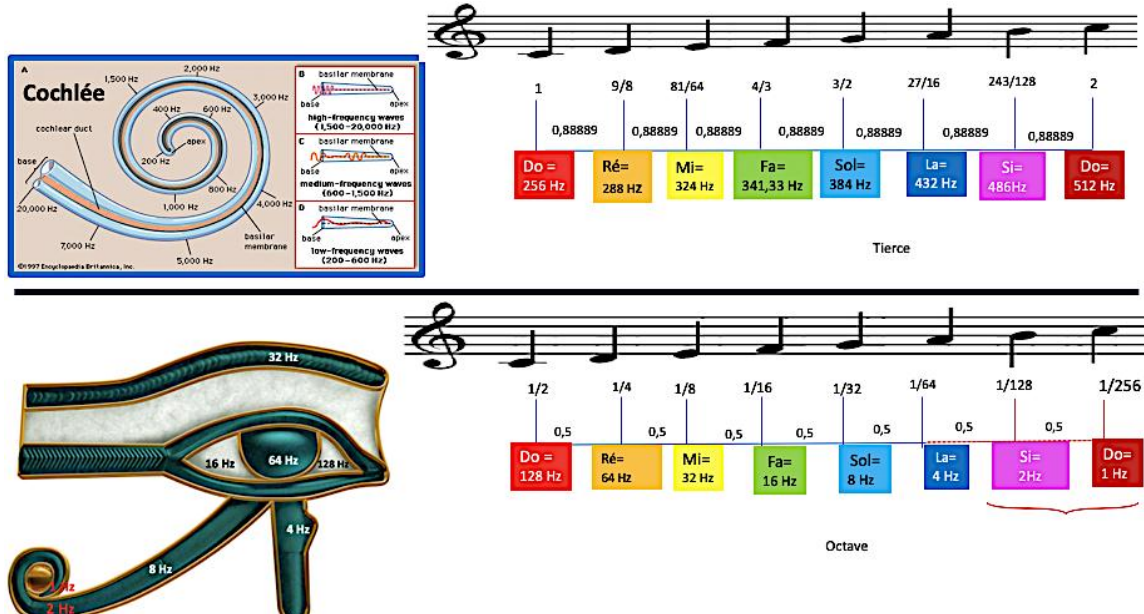 A
Cochlée
2,000 Hz
1,500 Hz
3,000 Hz
400 Hz
600 Hz
cochlear duct
apex
200 Hz
base
800 Hz
4,000 Hz
1,000 Hz
20,000 Hz
basilar
membrane
7,000 Hz
5,000 Hz
©1997 Encyclopaedia Britannica, Inc.
B
basilar membrane
base
apex
high-frequency waves
(1,500–20,000 Hz)
C
basilar membrane
base
apex
medium-frequency waves
(600–1,500 Hz)
D
basilar membrane
base
apex
low-frequency waves
(200–600 Hz)
1 9/8 81/64 4/3 3/2 27/16 243/128 2
0,88889 0,88889 0,88889 0,88889 0,88889 0,88889 0,88889
Do= Ré= Mi= Fa= Sol= La= Si= Do=
256 Hz 288 Hz 324 Hz 341,33 Hz 384 Hz 432 Hz 486Hz 512 Hz
Tierce
32 Hz
16 Hz
64 Hz
128 Hz
4 Hz
8 Hz
1 Hz
2 Hz
1/2 1/4 1/8 1/16 1/32 1/64 1/128 1/256
0,5 0,5 0,5 0,5 0,5 0,5 0,5
Do= Ré= Mi= Fa= Sol= La= Si= Do=
128 Hz 64 Hz 32 Hz 16 Hz 8 Hz 4 Hz 2Hz 1 Hz
Octave